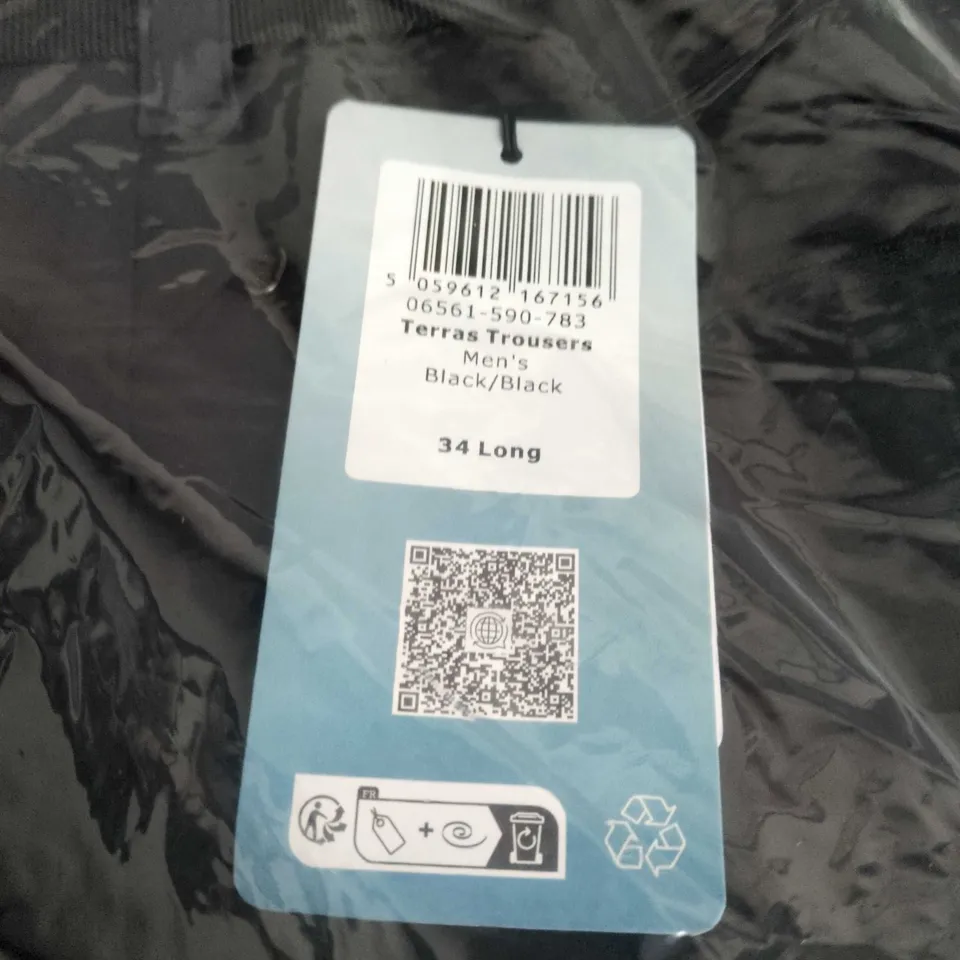 5 059612 167156
06561-590-783
Terras Trousers
Men's
Black/Black
34 Long
FR
+